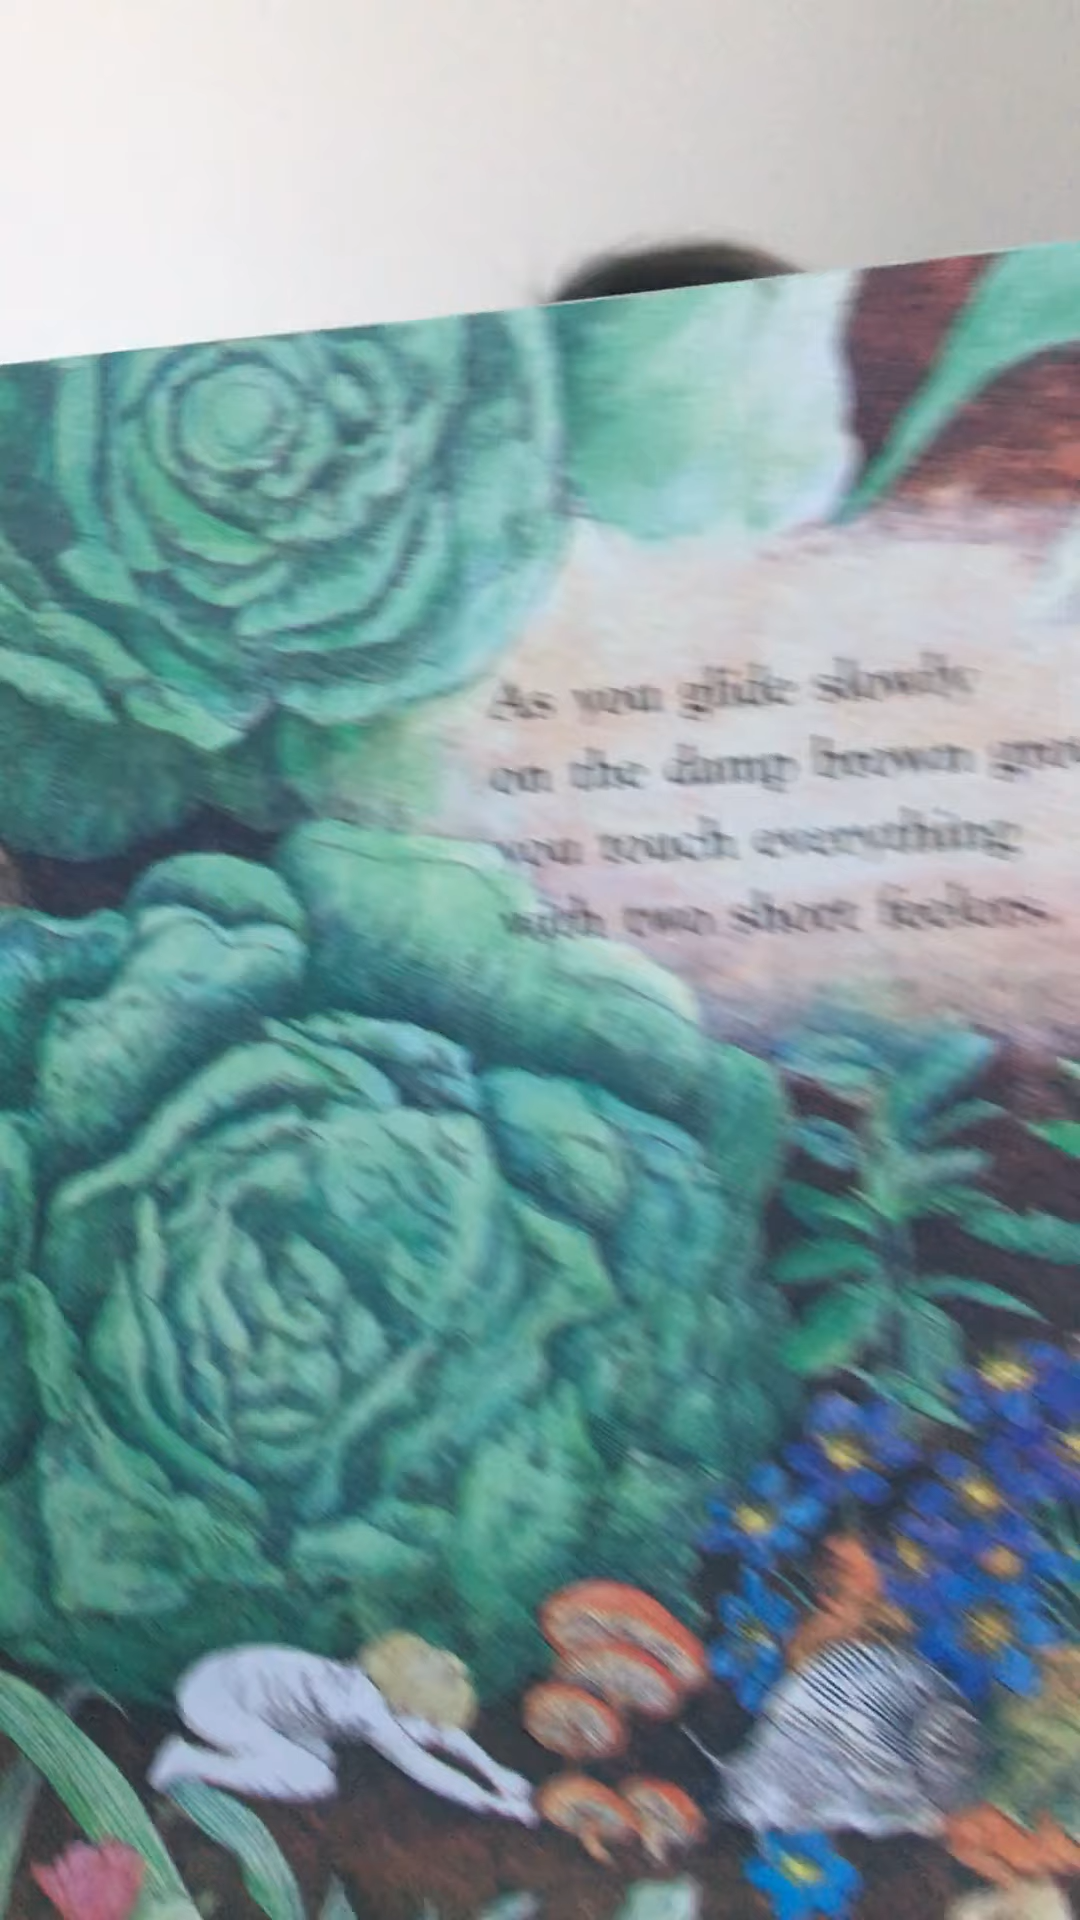 As you glide slowly
on the damp brown
you touch everything
with two short feelers.